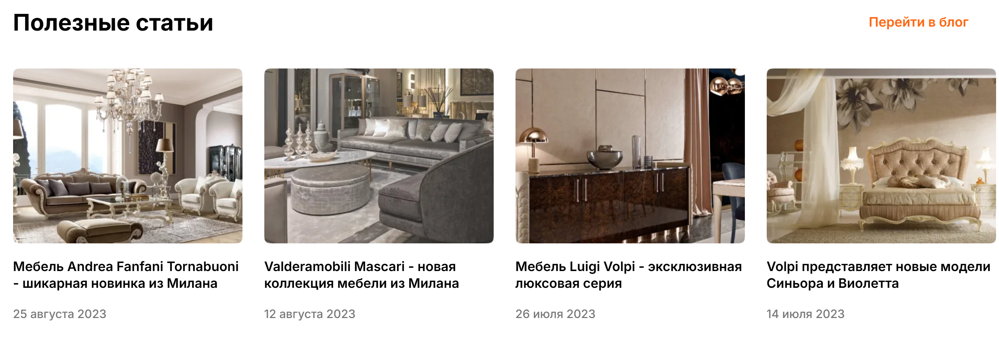 Полезные статьи
Перейти в блог
Мебель Andrea Fanfani Tornabuoni
- шикарная новинка из Милана
25 августа 2023
Valderamobili Mascari - новая
коллекция мебели из Милана
12 августа 2023
Мебель Luigi Volpi - эксклюзивная
люксовая серия
26 июля 2023
Volpi представляет новые модели
Синьора и Виолетта
14 июля 2023